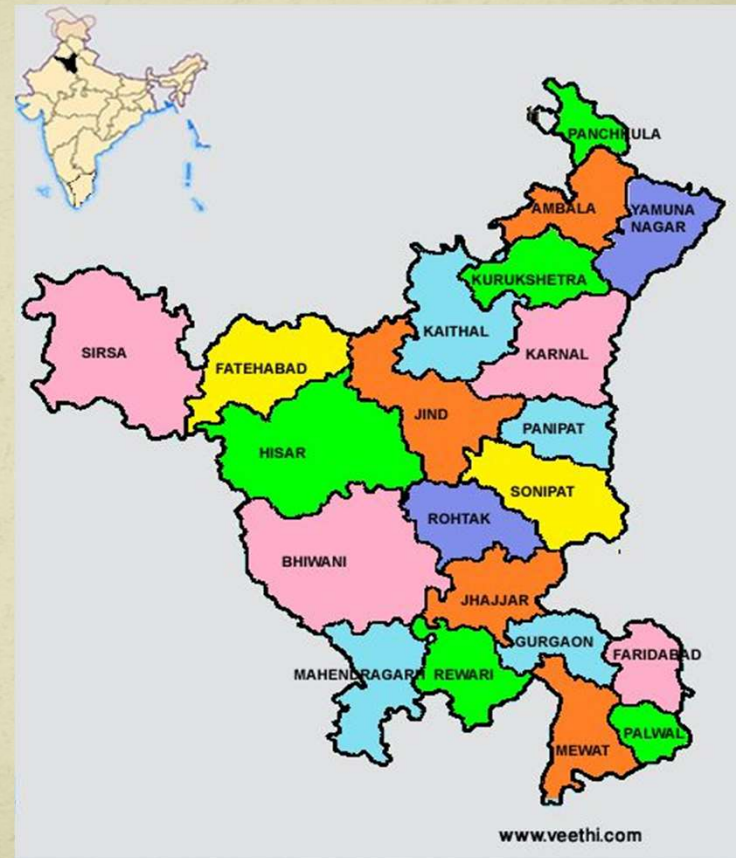 PANCHKULA
AMBALA
YAMUNA
NAGAR
KURUKSHETRA
KAITHAL
KARNAL
SIRSA
FATEHABAD
JIND
PANIPAT
HISAR
SONIPAT
ROHTAK
BHIWANI
JHAJJAR
GURGAON
FARIDABAD
MAHENDRAGARH
REWARI
PALWAL
MEWAT
www.veethi.com